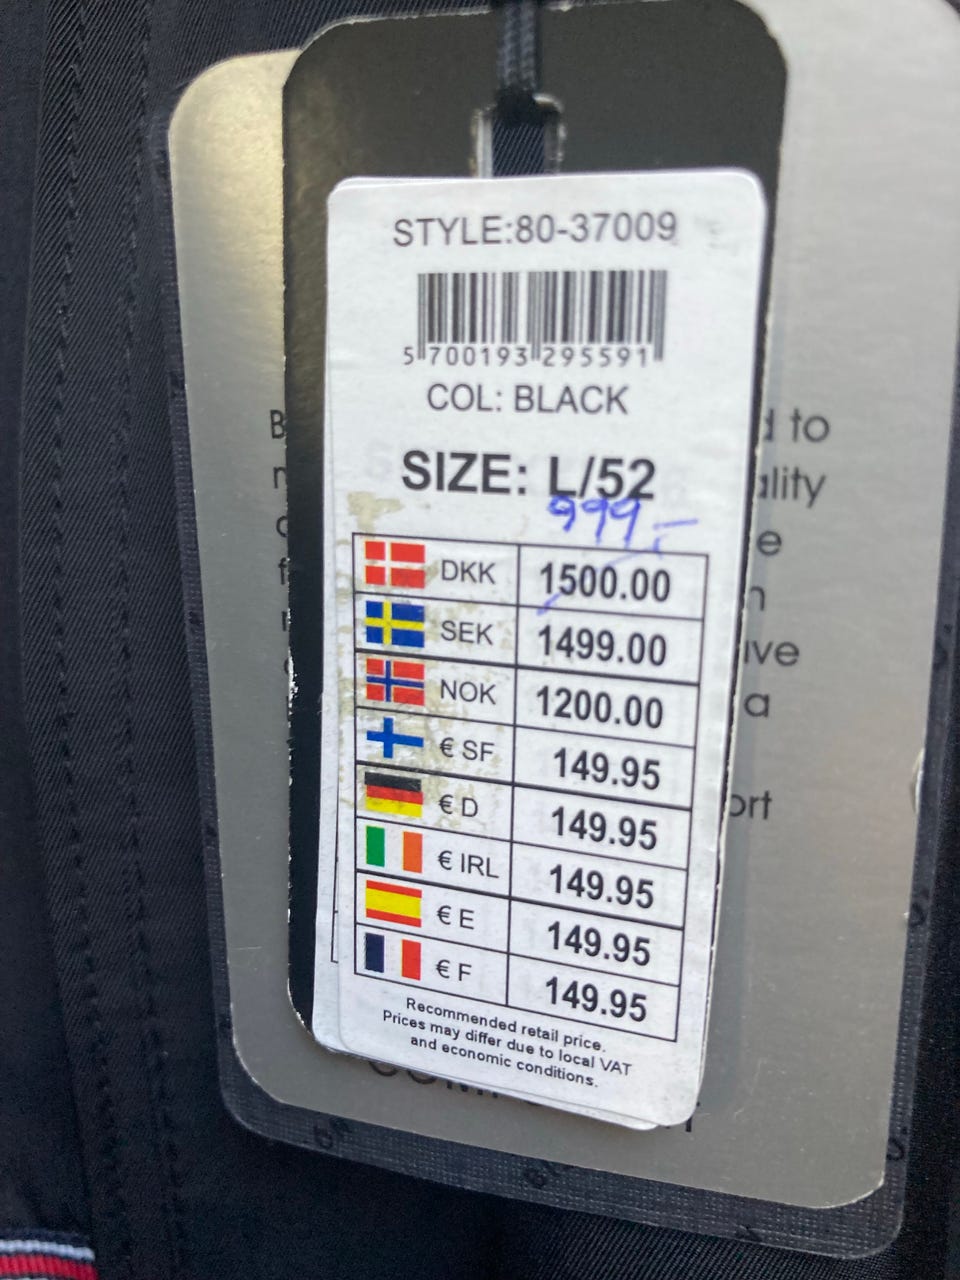 STYLE:80-37009
5 700193 295591
COL: BLACK
SIZE: L/52
999,-
DKK 1500.00
SEK 1499.00
NOK 1200.00
€ SF 149.95
€ D 149.95
€ IRL 149.95
€ E 149.95
€ F 149.95
Recommended retail price.
Prices may differ due to local VAT
and economic conditions.
to